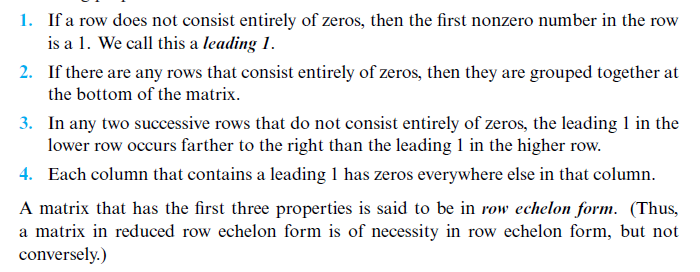 1. If a row does not consist entirely of zeros, then the first nonzero number in the row
is a 1. We call this a leading 1.
2. If there are any rows that consist entirely of zeros, then they are grouped together at
the bottom of the matrix.
3. In any two successive rows that do not consist entirely of zeros, the leading 1 in the
lower row occurs farther to the right than the leading 1 in the higher row.
4. Each column that contains a leading 1 has zeros everywhere else in that column.
A matrix that has the first three properties is said to be in row echelon form. (Thus,
a matrix in reduced row echelon form is of necessity in row echelon form, but not
conversely.)